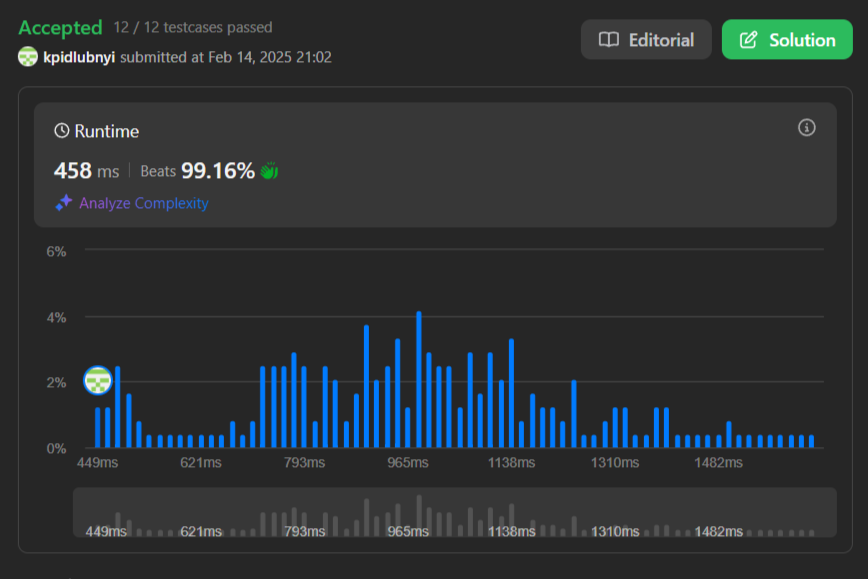 Accepted 12 / 12 testcases passed
Editorial
Solution
kpidlubnyi submitted at Feb 14, 2025 21:02
Runtime
458 ms | Beats 99.16%
Analyze Complexity
6%
4%
2%
0%
449ms 621ms 793ms 965ms 1138ms 1310ms 1482ms
449ms 621ms 793ms 965ms 1138ms 1310ms 1482ms